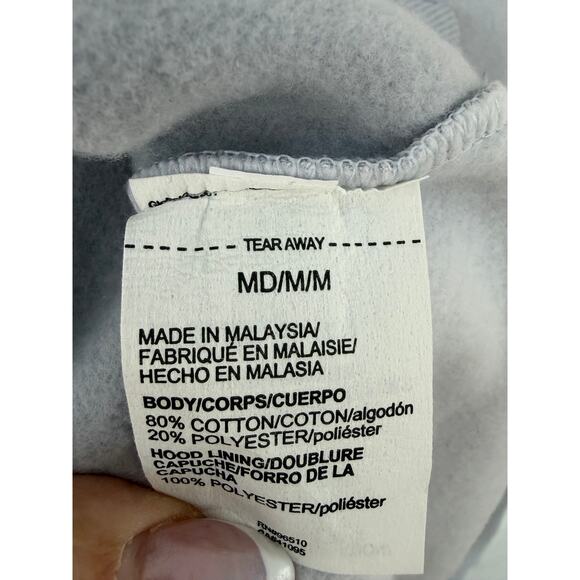 TEAR AWAY
MD/M/M
MADE IN MALAYSIA/
FABRIQUÉ EN MALAISIE/
HECHO EN MALASIA
BODY/CORPS/CUERPO
80% COTTON/COTON/algodón
20% POLYESTER/poliéster
HOOD LINING/DOUBLURE
CAPUCHE/FORRO DE LA
CAPUCHA
100% POLYESTER/poliéster